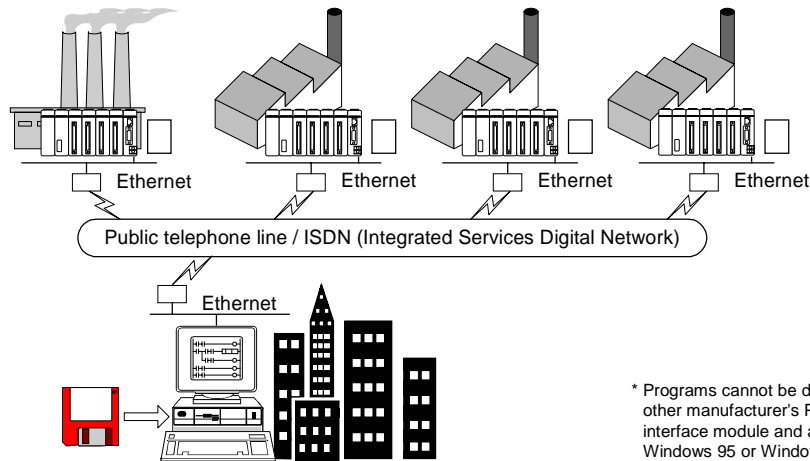 Ethernet
Ethernet
Ethernet
Ethernet
Public telephone line / ISDN (Integrated Services Digital Network)
Ethernet
* Programs cannot be d
other manufacturer's
interface module and
Windows 95 or